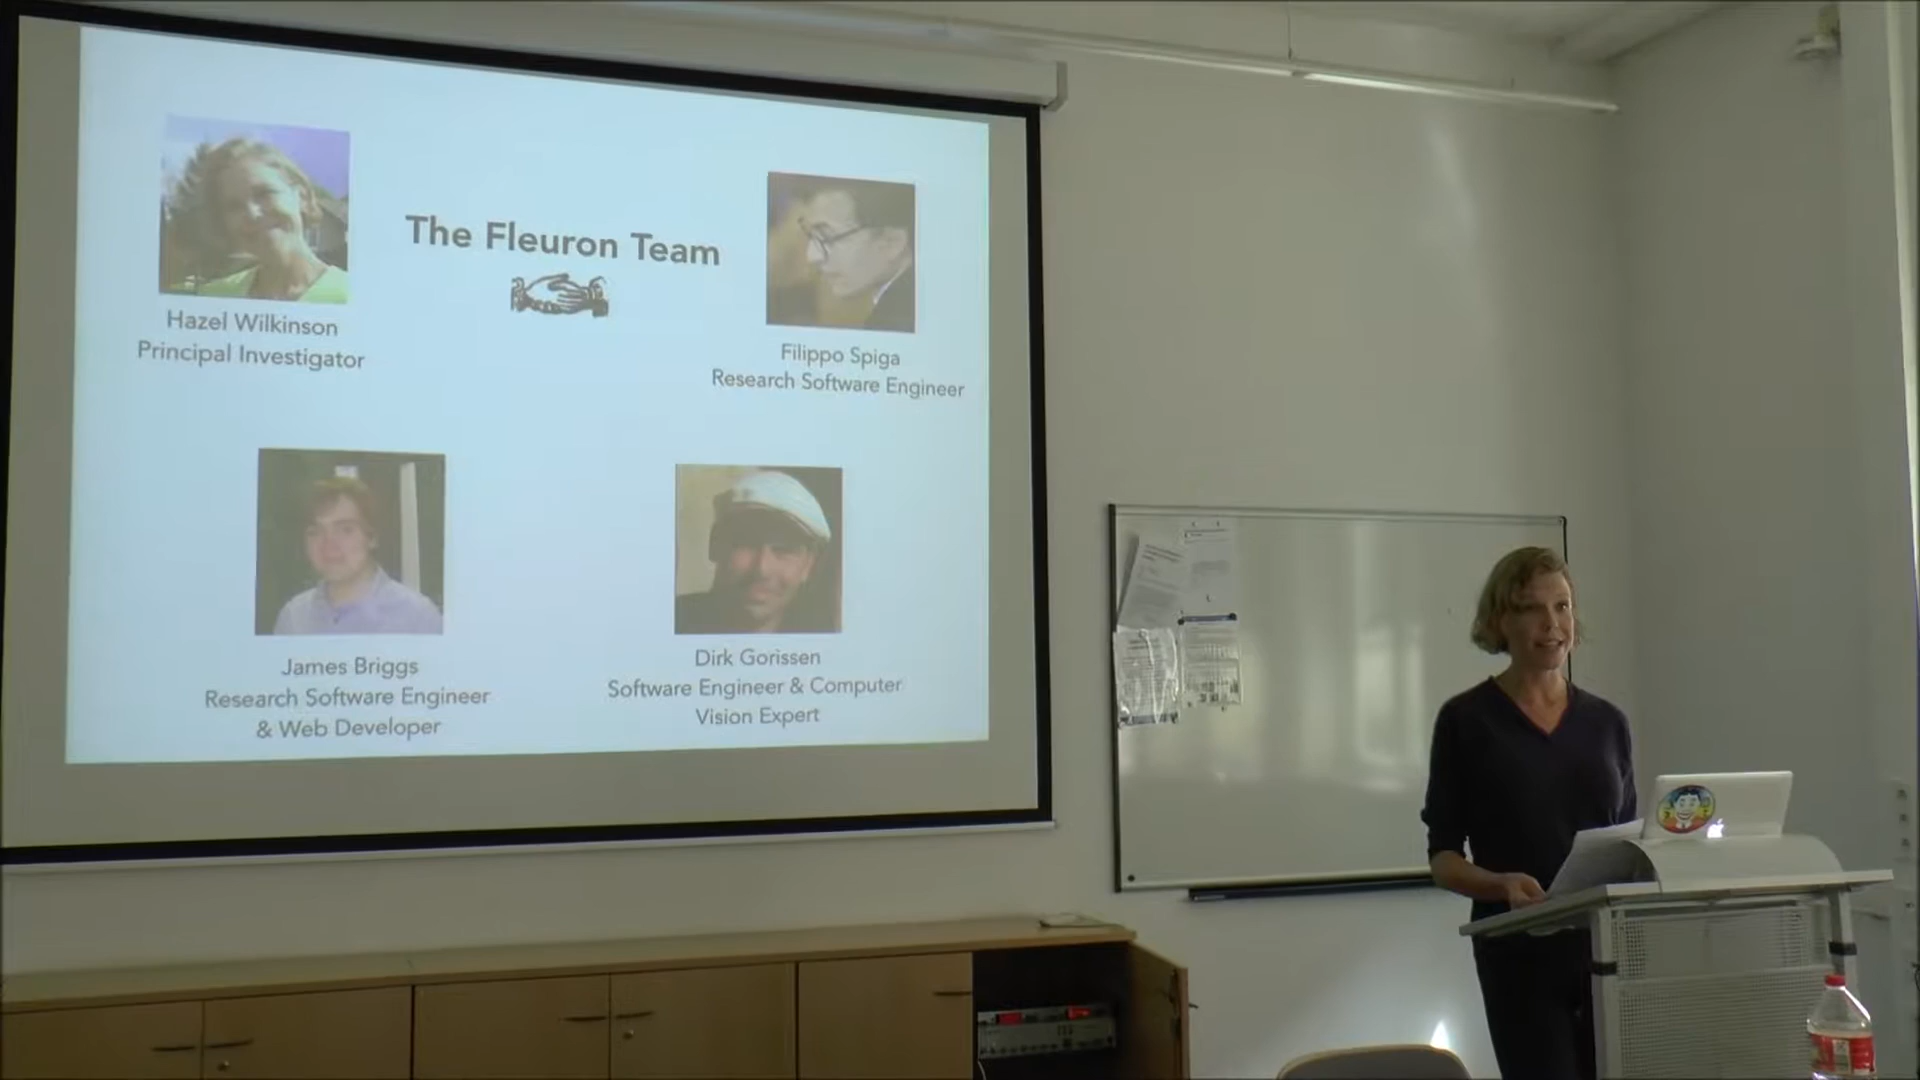 The Fleuron Team
Hazel Wilkinson
Principal Investigator
Filippo Spiga
Research Software Engineer
James Briggs
Research Software Engineer
& Web Developer
Dirk Gorissen
Software Engineer & Computer
Vision Expert